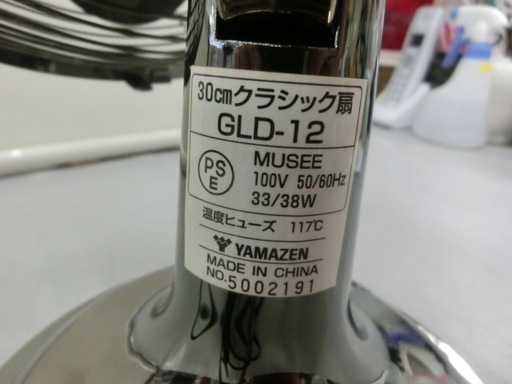 30cmクラシック扇
GLD-12
PSE
MUSEE
100V 50/60Hz
33/38W
温度ヒューズ 117℃
YAMAZEN
MADE IN CHINA
NO.5002191